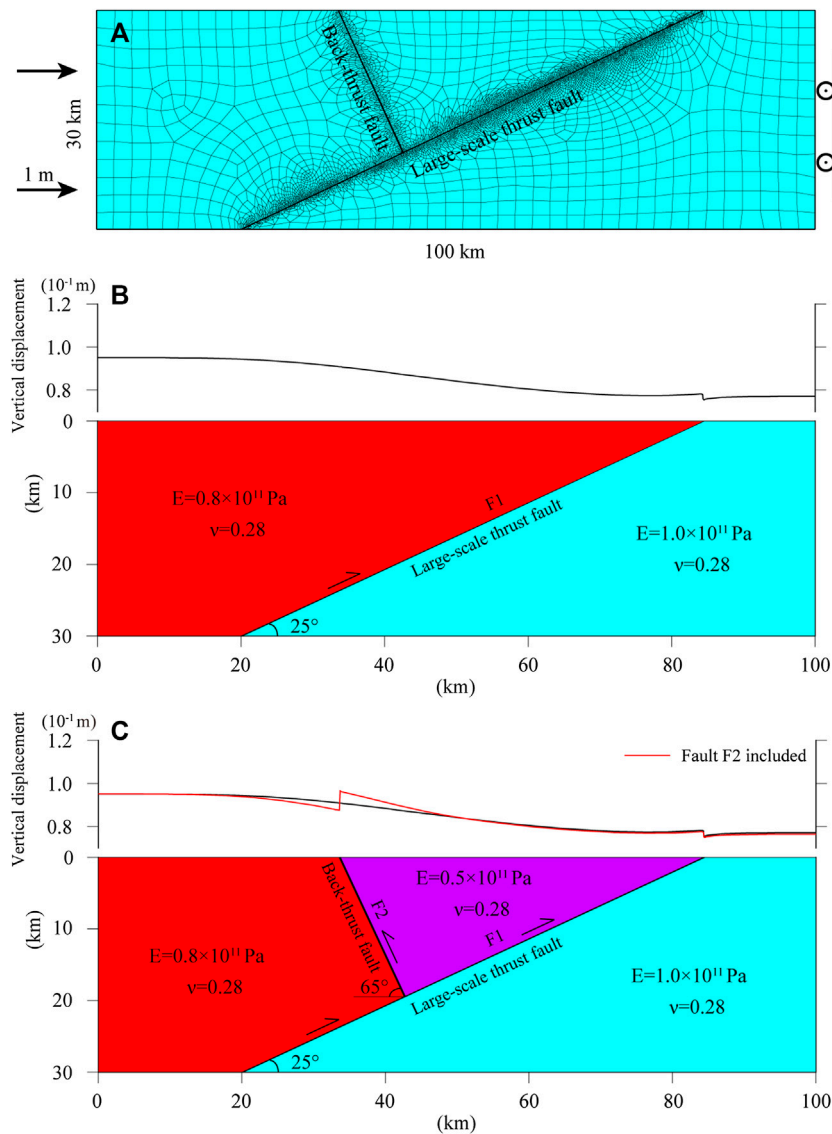 A
Back-thrust fault
Large-scale thrust fault
30 km
1 m
100 km
B
(10⁻¹ m)
Vertical displacement
1.2
1.0
0.8
0
10
20
30
(km)
E=0.8×10¹¹ Pa
ν=0.28
F1
Large-scale thrust fault
E=1.0×10¹¹ Pa
ν=0.28
25°
0 20 40 60 80 100
(km)
C
(10⁻¹ m)
Vertical displacement
1.2
1.0
0.8
Fault F2 included
0
10
20
30
(km)
E=0.8×10¹¹ Pa
ν=0.28
Back-thrust fault
F2
E=0.5×10¹¹ Pa
ν=0.28
F1
Large-scale thrust fault
65°
E=1.0×10¹¹ Pa
ν=0.28
25°
0 20 40 60 80 100
(km)